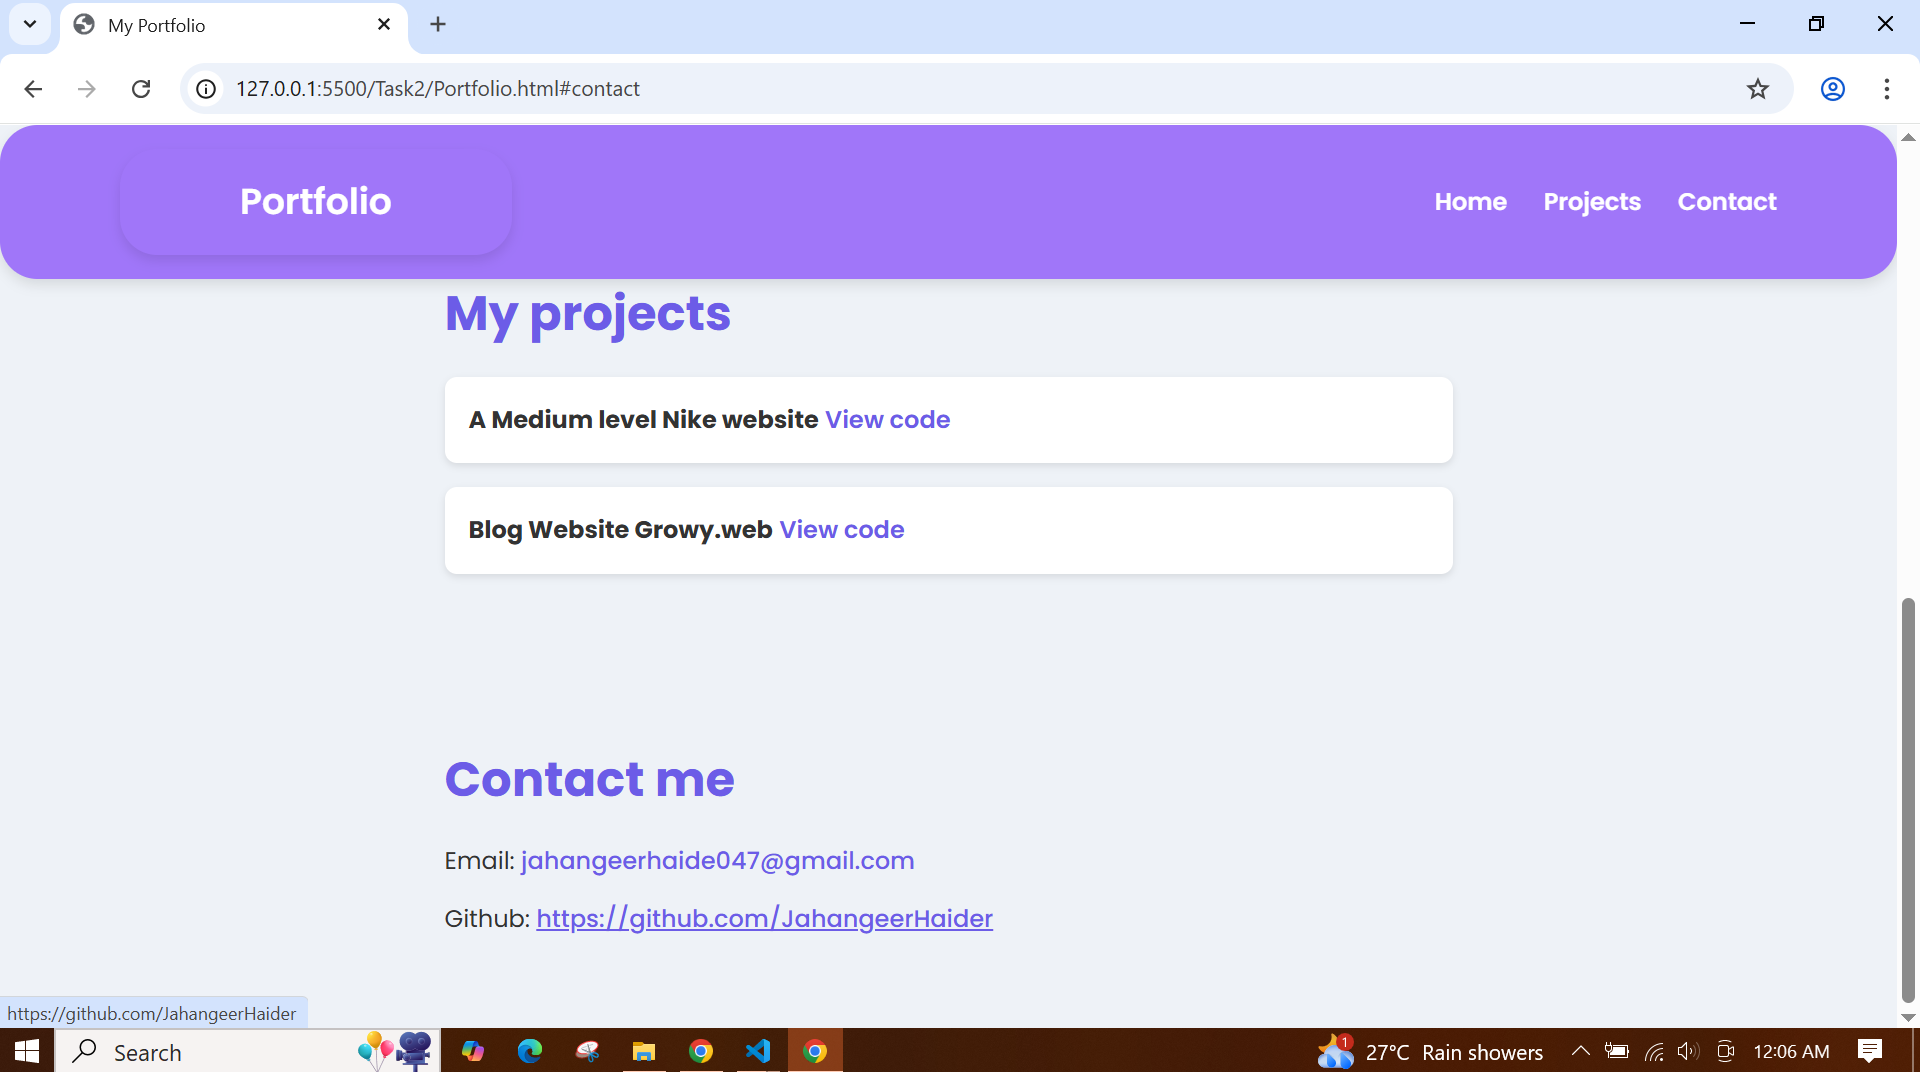 My Portfolio
127.0.0.1:5500/Task2/Portfolio.html#contact
Portfolio
Home Projects Contact
My projects
A Medium level Nike website View code
Blog Website Growy.web View code
Contact me
Email: jahangeerhaide047@gmail.com
Github: https://github.com/JahangeerHaider
https://github.com/JahangeerHaider
Search
1
27°C Rain showers
12:06 AM